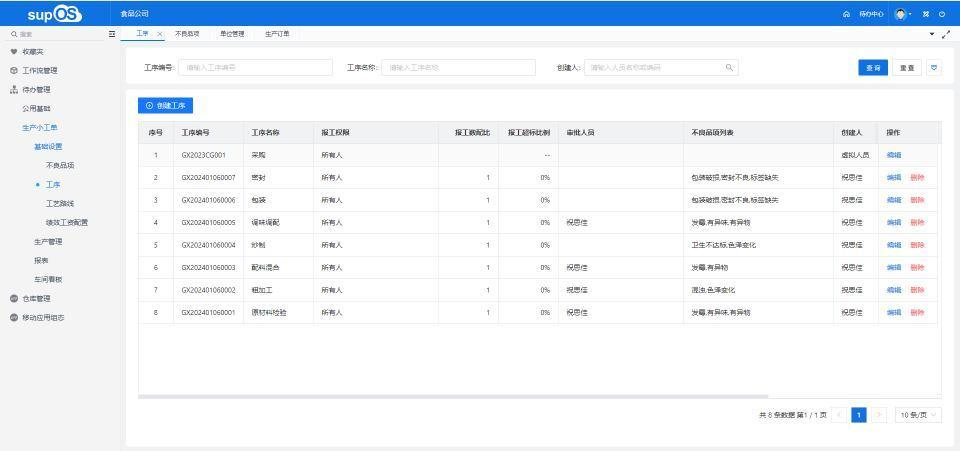 supOS
食品公司
待办中心
搜索
工序
不良品项
单位管理
生产订单
收藏夹
工作流管理
待办管理
公用基础
生产小工单
基础设置
不良品项
工序
工艺路线
绩效工资配置
生产管理
报表
车间看板
仓库管理
移动应用组态
工序编号: 请输入工序编号
工序名称: 请输入工序名称
创建人: 请输入人员名称或编码
查询 重置
创建工序
序号 工序编号 工序名称 报工权限 报工数配比 报工超标比例 审批人员 不良品项列表 创建人 操作
1 GX2023CG001 采购 所有人 -- 虚拟人员 编辑
2 GX202401060007 密封 所有人 1 0% 包装破损,密封不良,标签缺失 祝思佳 编辑 删除
3 GX202401060006 包装 所有人 1 0% 包装破损,密封不良,标签缺失 祝思佳 编辑 删除
4 GX202401060005 调味调配 所有人 1 0% 祝思佳 发霉,有异味,有异物 祝思佳 编辑 删除
5 GX202401060004 炒制 所有人 1 0% 卫生不达标,色泽变化 祝思佳 编辑 删除
6 GX202401060003 配料混合 所有人 1 0% 祝思佳 发霉,有异物 祝思佳 编辑 删除
7 GX202401060002 粗加工 所有人 1 0% 祝思佳 混浊,色泽变化 祝思佳 编辑 删除
8 GX202401060001 原材料检验 所有人 1 0% 祝思佳 发霉,有异味,有异物 祝思佳 编辑 删除
共 8 条数据 第1 / 1 页
1
10 条/页